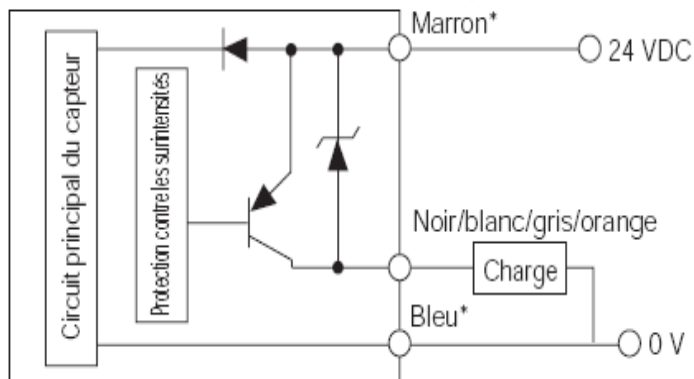 Circuit principal du capteur
Protection contre les surintensités
Marron*
24 VDC
Noir/blanc/gris/orange
Charge
Bleu*
0 V